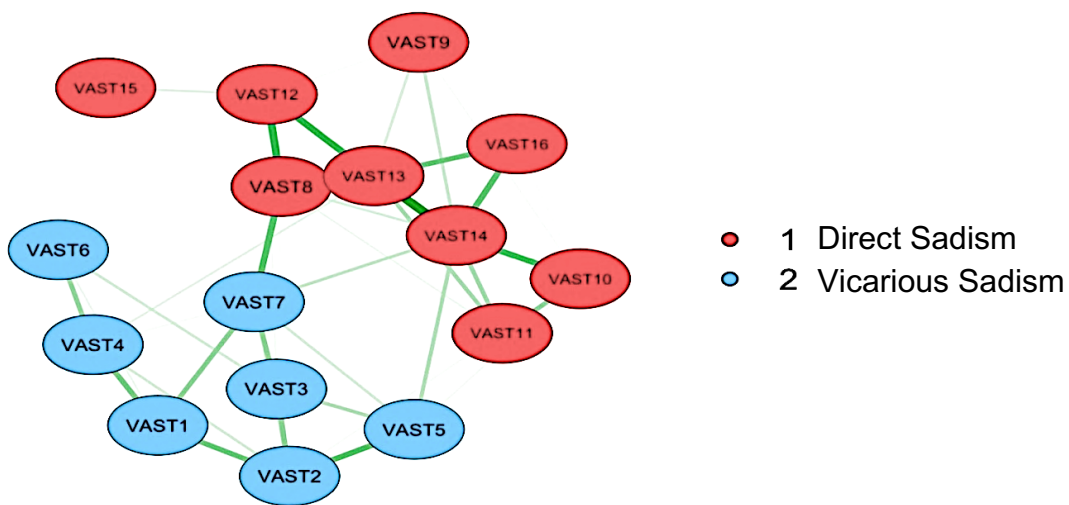 VAST9
VAST15
VAST12
VAST16
VAST13
VAST8
VAST14
VAST6
VAST10
VAST7
VAST11
VAST4
VAST3
VAST1
VAST5
VAST2
1 Direct Sadism
2 Vicarious Sadism